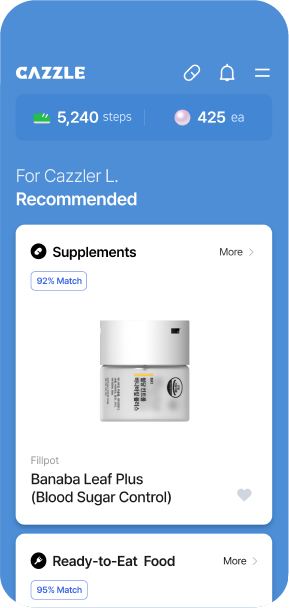 CAZZLE
5,240 steps
425 ea
For Cazzler L.
Recommended
Supplements
More
92% Match
Fillpot
Banaba Leaf Plus
(Blood Sugar Control)
Ready-to-Eat Food
More
95% Match